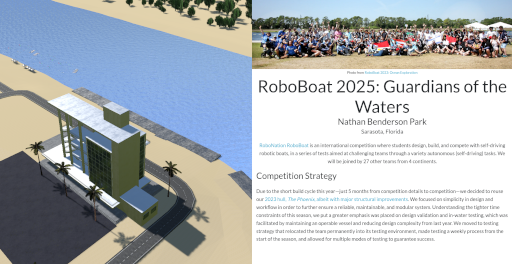 Photo from RoboBoat 2025 Event Registration
RoboBoat 2025: Guardians of the
Waters
Nathan Benderson Park
Sarasota, Florida
RoboNation RoboBoat is an international competition where students design, build, and compete with self-driving
robotic boats, in a series of tests aimed at challenging teams through a variety autonomous (self-driving) tasks. We
will be joined by 27 other teams from 4 continents.
Competition Strategy
Due to the short build cycle this year—just 5 months from competition details to competition—we decided to reuse
our 2023 hull, The Phoenix, albeit with major structural improvements. We focused on simplicity in design and
workflow in order to further ensure a reliable, maintainable, and modular system. Understanding the tighter time
constraints of this season, we put a greater emphasis was placed on design validation and in-water testing, which was
facilitated by maintaining an operable vessel and reducing design complexity from last year. We moved to testing
strategy that relocated the team permanently into its testing environment, made testing a weekly process from the
start of the season, and allowed for multiple modes of testing to guarantee success.